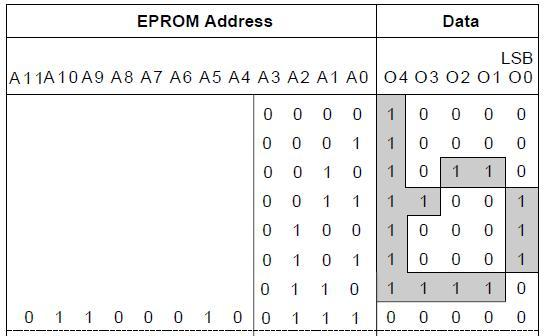 EPROM Address Data
LSB
A11A10 A9 A8 A7 A6 A5 A4 A3 A2 A1 A0 O4 O3 O2 O1 O0
0 0 0 0 1 0 0 0 0
0 0 0 1 1 0 0 0 0
0 0 1 0 1 0 1 1 0
0 0 1 1 1 1 0 0 1
0 1 0 0 1 0 0 0 1
0 1 0 1 1 0 0 0 1
0 1 1 0 1 1 1 1 0
0 1 1 0 0 0 1 0 0 1 1 1 0 0 0 0 0